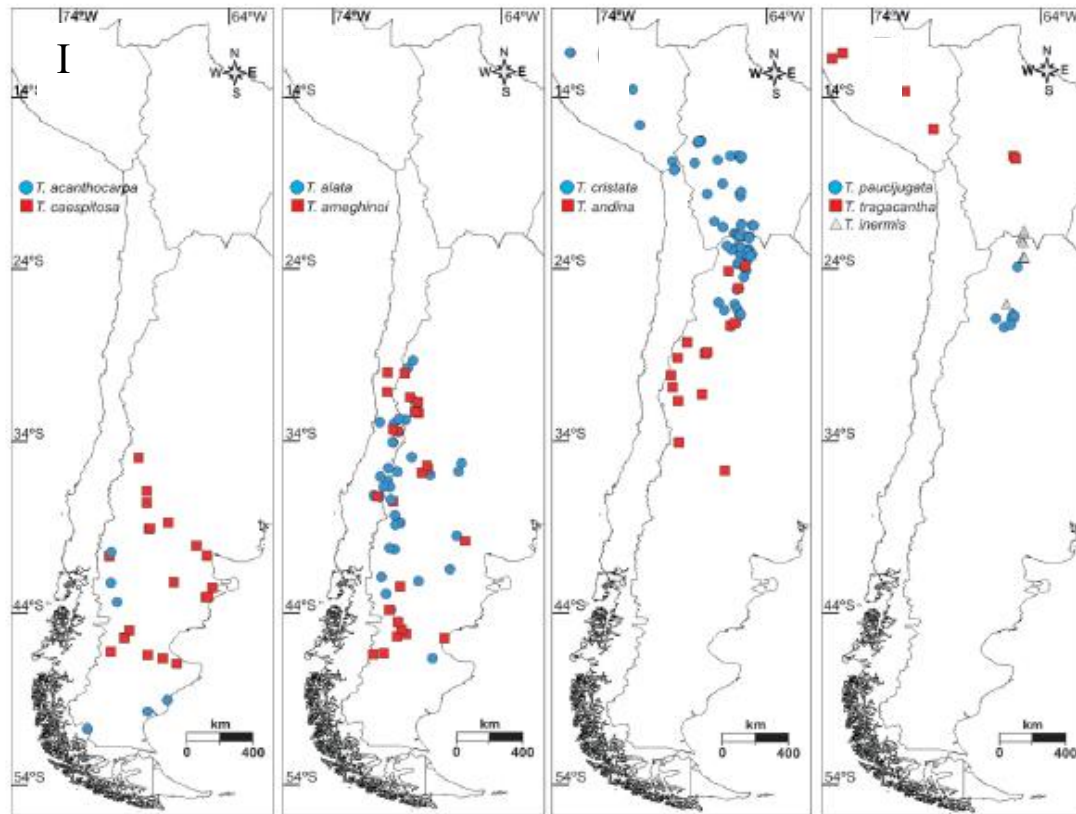 74°W 64°W
I
N
W E
S
14°S
T. acanthocarpa
T. caespitosa
24°S
34°S
44°S
km
0 400
54°S
74°W 64°W
N
W E
S
14°S
T. alata
T. ameghinoi
24°S
34°S
44°S
km
0 400
54°S
74°W 64°W
N
W E
S
14°S
T. cristata
T. andina
24°S
34°S
44°S
km
0 400
54°S
74°W 64°W
N
W E
S
14°S
T. paucijugata
T. tragacantha
T. inermis
24°S
34°S
44°S
km
0 400
54°S